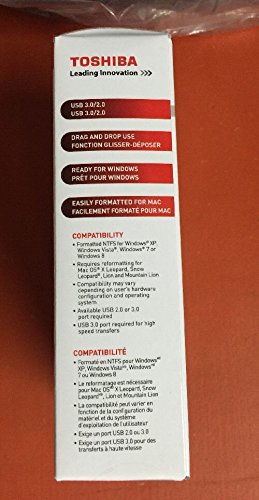 TOSHIBA
Leading Innovation >>>
USB 3.0/2.0
USB 3.0/2.0
DRAG AND DROP USE
FONCTION GLISSER-DÉPOSER
READY FOR WINDOWS
PRÊT POUR WINDOWS
EASILY FORMATTED FOR MAC
FACILEMENT FORMATÉ POUR MAC
COMPATIBILITY
• Formatted NTFS for Windows® XP,
Windows Vista®, Windows® 7 or
Windows 8
• Requires reformatting for
Mac OS® X Leopard, Snow
Leopard®, Lion and Mountain Lion
• Compatibility may vary
depending on user's hardware
configuration and operating
system
• Available USB 2.0 or 3.0
port required
• USB 3.0 port required for high
speed transfers
COMPATIBILITÉ
• Formaté en NTFS pour Windows®
XP, Windows Vista®, Windows®
7 ou Windows 8
• Le reformatage est nécessaire
pour Mac OS® X Leopard, Snow
Leopard®, Lion et Mountain Lion
• La compatibilité peut varier en
fonction de la configuration du
matériel et du système
d'exploitation de l'utilisateur
• Exige un port USB 2.0 ou 3.0
• Exige un port USB 3.0 pour des
transferts à haute vitesse